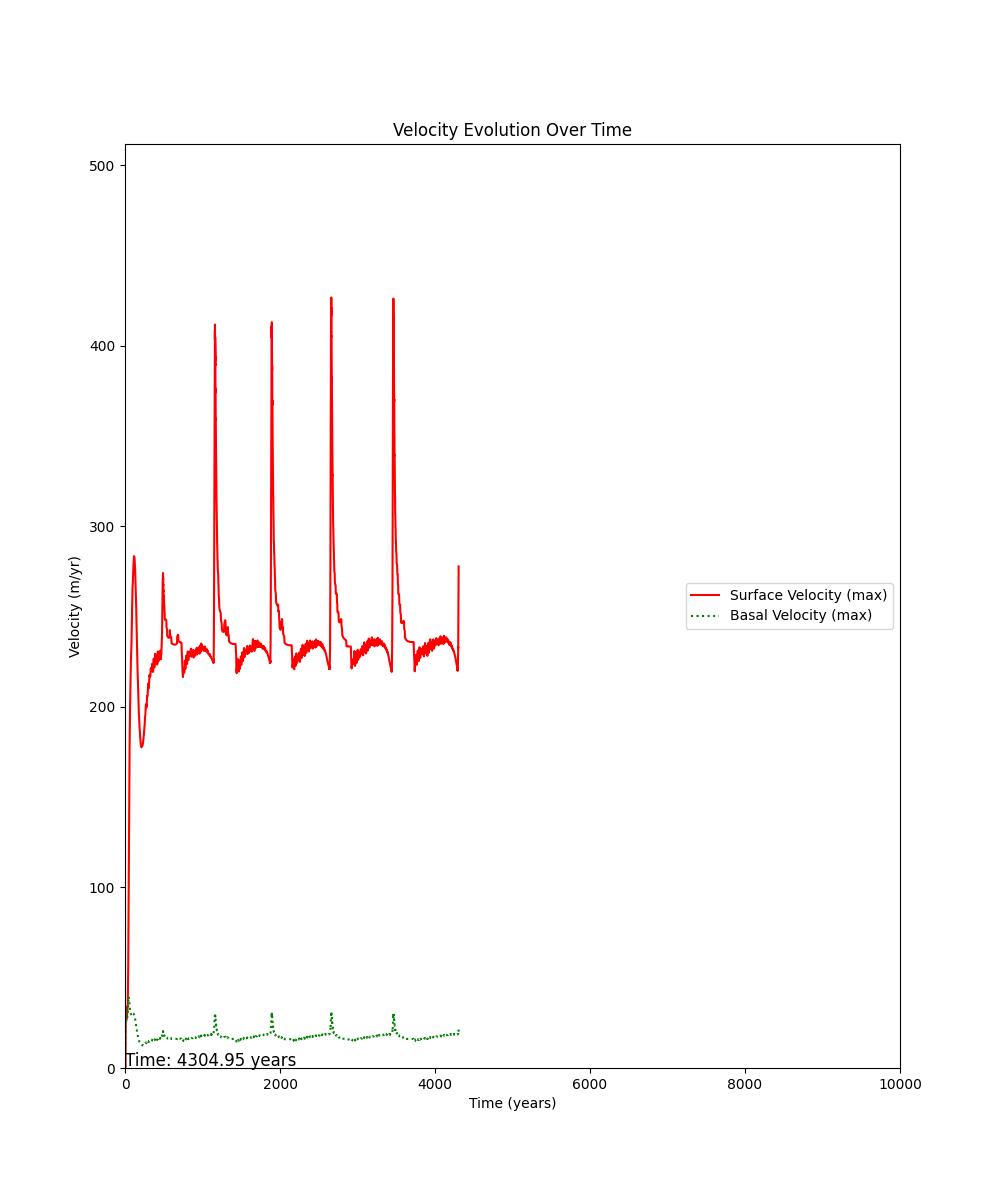 Velocity Evolution Over Time
500
400
300
200
100
0
Velocity (m/yr)
Surface Velocity (max)
Basal Velocity (max)
Time: 4304.95 years
0 2000 4000 6000 8000 10000
Time (years)